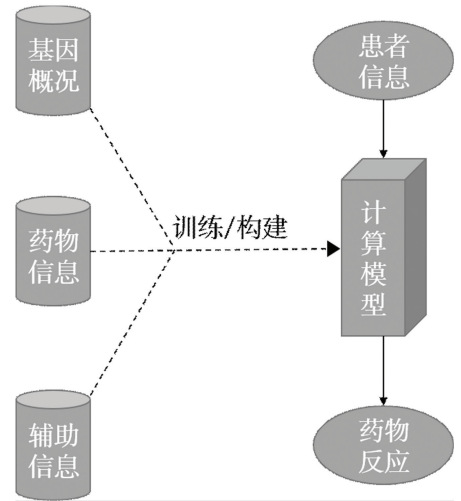 基因
概况
患者
信息
药物
信息
训练/构建
计
算
模
型
辅助
信息
药物
反应